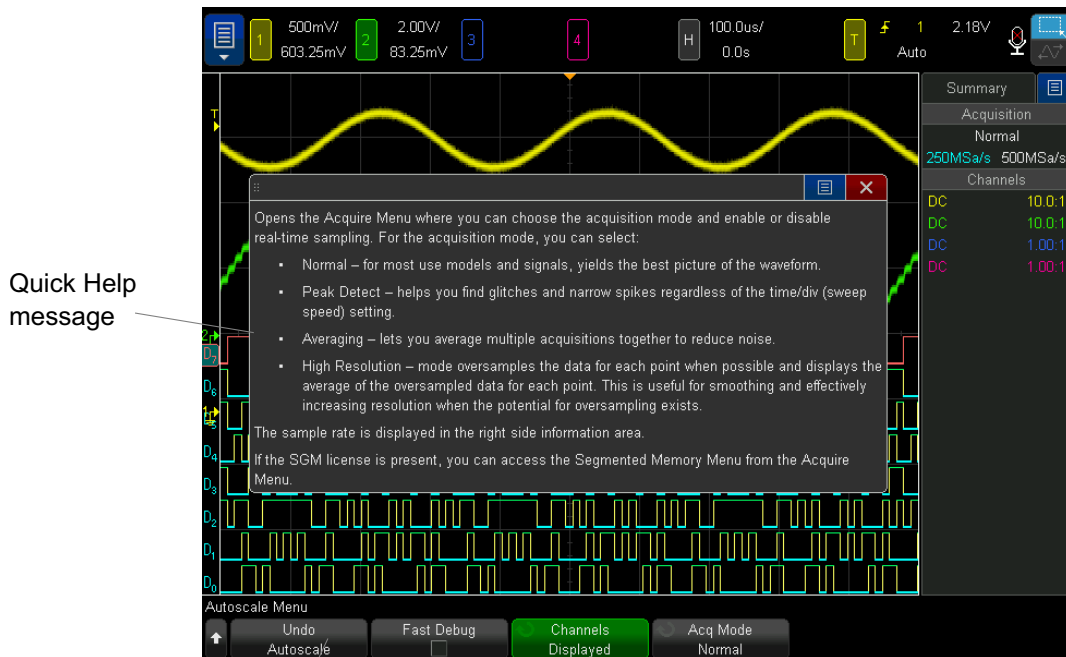 500mV/
1
603.25mV
2.00V/
2
83.25mV
3
4
H
100.0us/
0.0s
T
1
2.18V
Auto
Summary
Acquisition
Normal
250MSa/s 500MSa/s
Channels
DC 10.0:1
DC 10.0:1
DC 1.00:1
DC 1.00:1
T
Opens the Acquire Menu where you can choose the acquisition mode and enable or disable
real-time sampling. For the acquisition mode, you can select:
▪ Normal – for most use models and signals, yields the best picture of the waveform.
▪ Peak Detect – helps you find glitches and narrow spikes regardless of the time/div (sweep
speed) setting.
▪ Averaging – lets you average multiple acquisitions together to reduce noise.
▪ High Resolution – mode oversamples the data for each point when possible and displays the
average of the oversampled data for each point. This is useful for smoothing and effectively
increasing resolution when the potential for oversampling exists.
The sample rate is displayed in the right side information area.
If the SGM license is present, you can access the Segmented Memory Menu from the Acquire
Menu.
Quick Help
message
2
D7
D6
D4
D3
D2
D1
D0
Autoscale Menu
Undo
Autoscale
Fast Debug
Channels
Displayed
Acq Mode
Normal